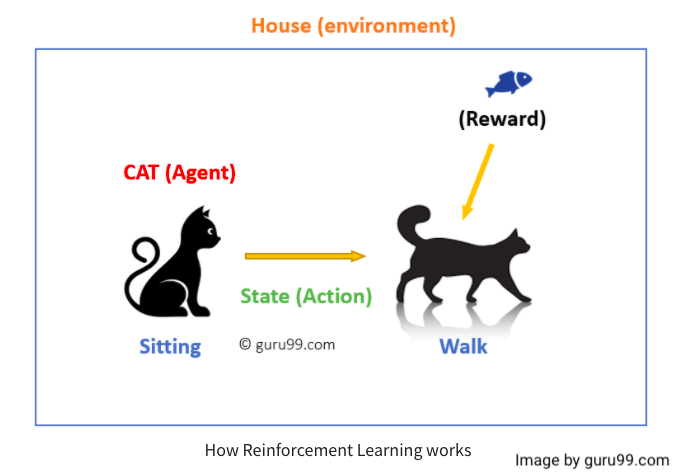 House (environment)
(Reward)
CAT (Agent)
State (Action)
Sitting
© guru99.com
Walk
How Reinforcement Learning works
Image by guru99.com